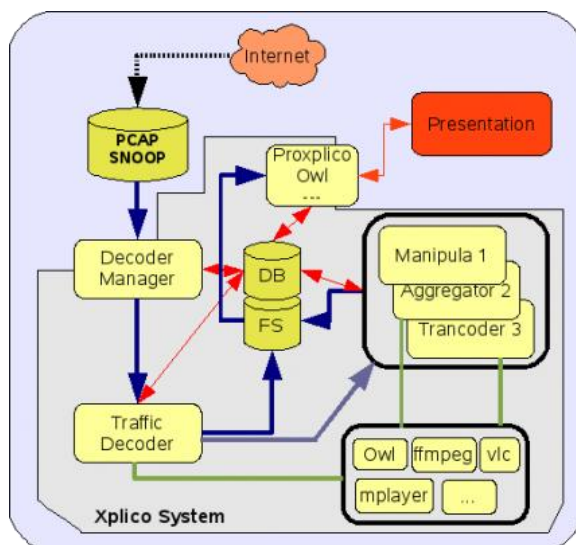 Internet
PCAP
SNOOP
Presentation
Proxplico
Owl
...
Decoder
Manager
DB
FS
Manipula 1
Aggregator 2
Trancoder 3
Traffic
Decoder
Owl
ffmpeg
vlc
mplayer
...
Xplico System